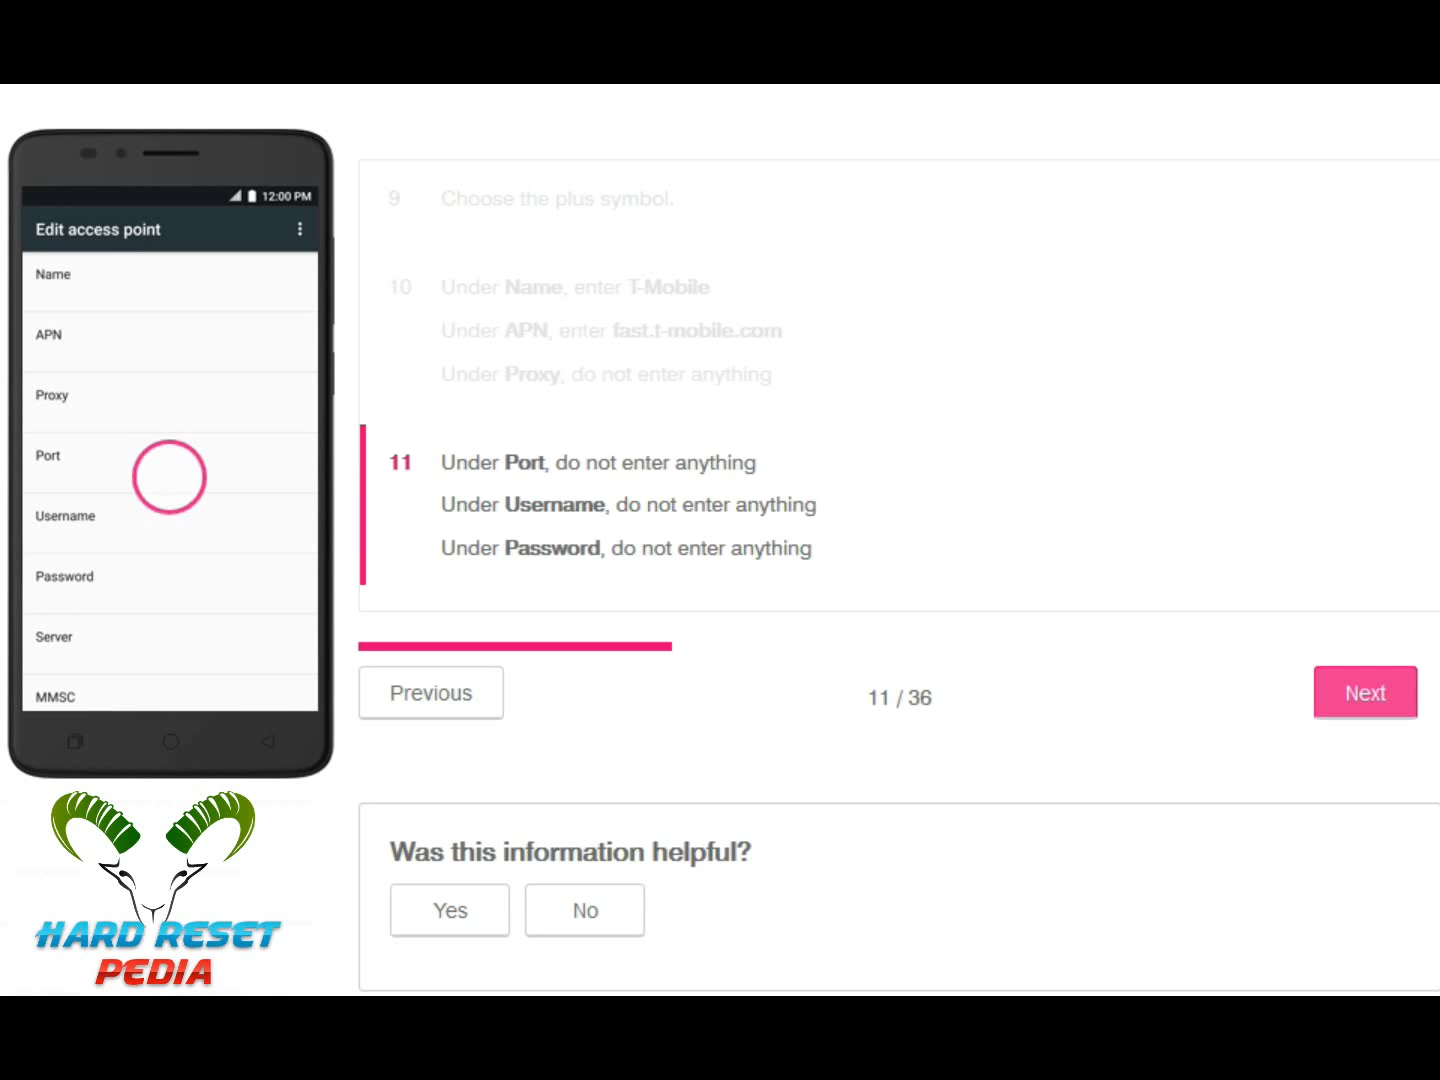 12:00 PM
Edit access point
Name
APN
Proxy
Port
Username
Password
Server
MMSC
HARD RESET
PEDIA
9 Choose the plus symbol.
10 Under Name, enter T-Mobile
Under APN, enter fast.t-mobile.com
Under Proxy, do not enter anything
11 Under Port, do not enter anything
Under Username, do not enter anything
Under Password, do not enter anything
Previous
11 / 36
Next
Was this information helpful?
Yes
No